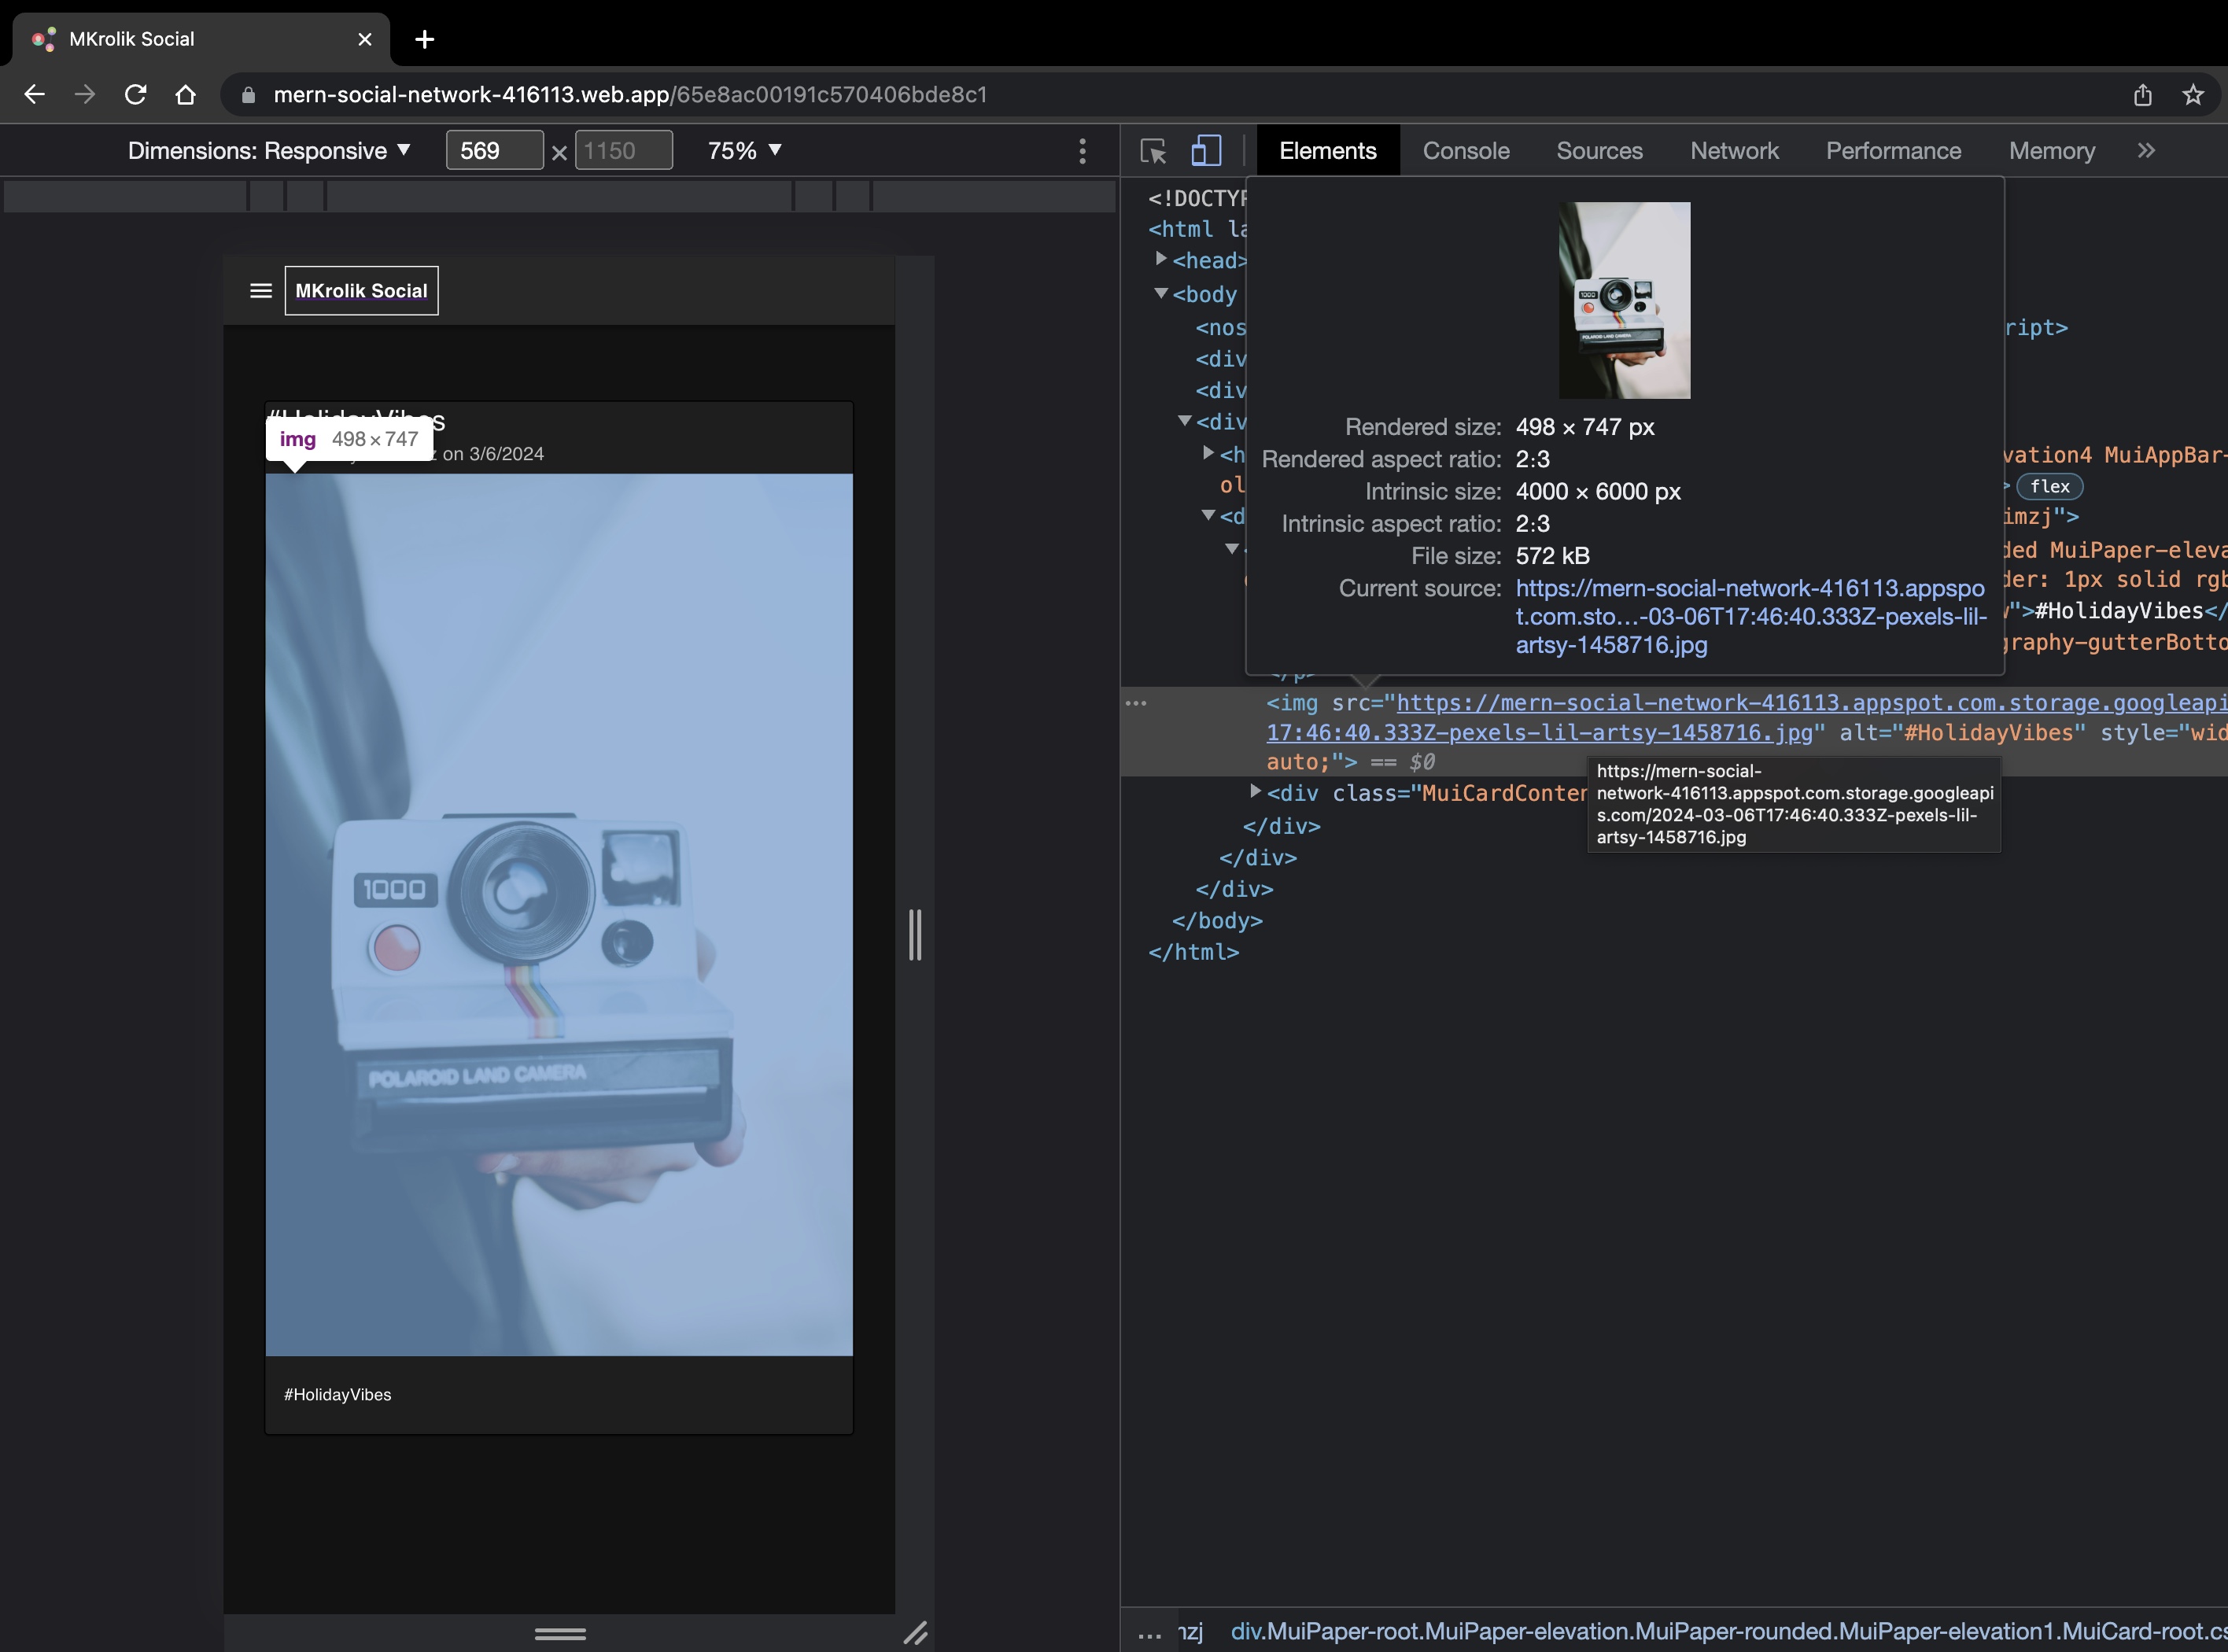 MKrolik Social
mern-social-network-416113.web.app/65e8ac00191c570406bde8c1
Dimensions: Responsive ▼ 569 × 1150 75% ▼
Elements Console Sources Network Performance Memory »
MKrolik Social
#HolidayVibes
img 498×747
on 3/6/2024
1000
POLAROID LAND CAMERA
#HolidayVibes
1000
POLAROID LAND CAMERA
Rendered size: 498 × 747 px
Rendered aspect ratio: 2:3
Intrinsic size: 4000 × 6000 px
Intrinsic aspect ratio: 2:3
File size: 572 kB
Current source: https://mern-social-network-416113.appspo
t.com.sto…-03-06T17:46:40.333Z-pexels-lil-
artsy-1458716.jpg
<!DOCTYP
<html la
<head>
<body
<nos ript>
<div
<div
<div
<h vation4 MuiAppBar-
ol > flex
<d imzj">
ded MuiPaper-eleva
der: 1px solid rgb
">#HolidayVibes</
graphy-gutterBotto
</p>
<img src="https://mern-social-network-416113.appspot.com.storage.googleapi
17:46:40.333Z-pexels-lil-artsy-1458716.jpg" alt="#HolidayVibes" style="wid
auto;"> == $0
https://mern-social-
network-416113.appspot.com.storage.googleapi
s.com/2024-03-06T17:46:40.333Z-pexels-lil-
artsy-1458716.jpg
<div class="MuiCardConten
</div>
</div>
</div>
</body>
</html>
… nzj div.MuiPaper-root.MuiPaper-elevation.MuiPaper-rounded.MuiPaper-elevation1.MuiCard-root.cs